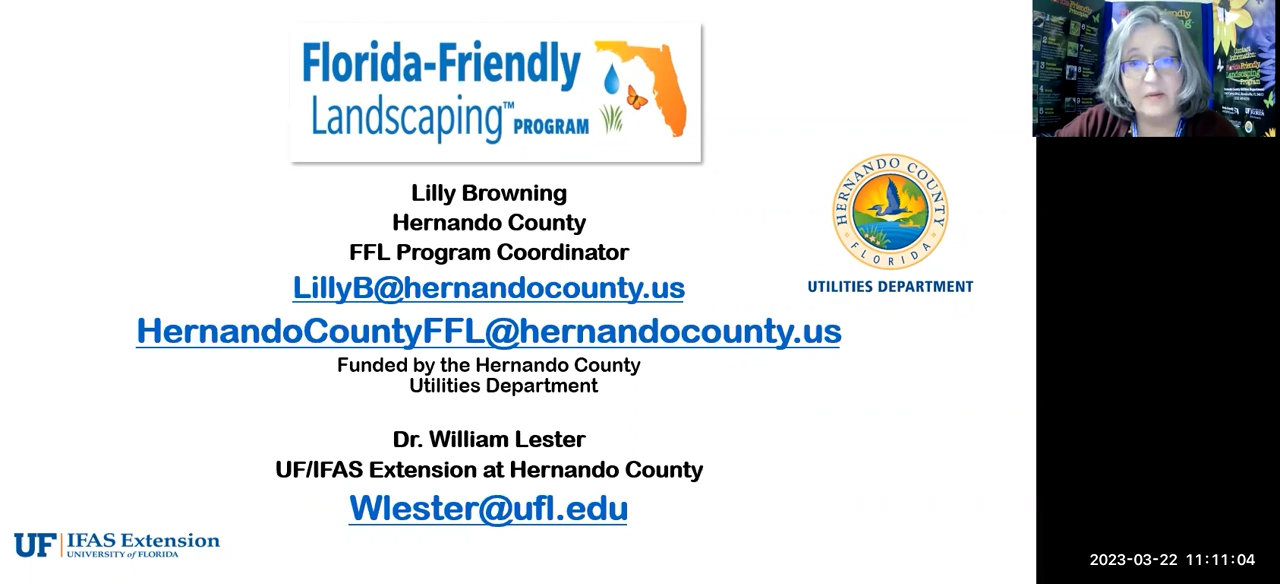 Florida-Friendly
Landscaping™ PROGRAM
Lilly Browning
Hernando County
FFL Program Coordinator
LillyB@hernandocounty.us
HernandoCountyFFL@hernandocounty.us
Funded by the Hernando County
Utilities Department
Dr. William Lester
UF/IFAS Extension at Hernando County
Wlester@ufl.edu
HERNANDO COUNTY
FLORIDA
UTILITIES DEPARTMENT
UF IFAS Extension
UNIVERSITY of FLORIDA
Contact
Information:
2023-03-22 11:11:04